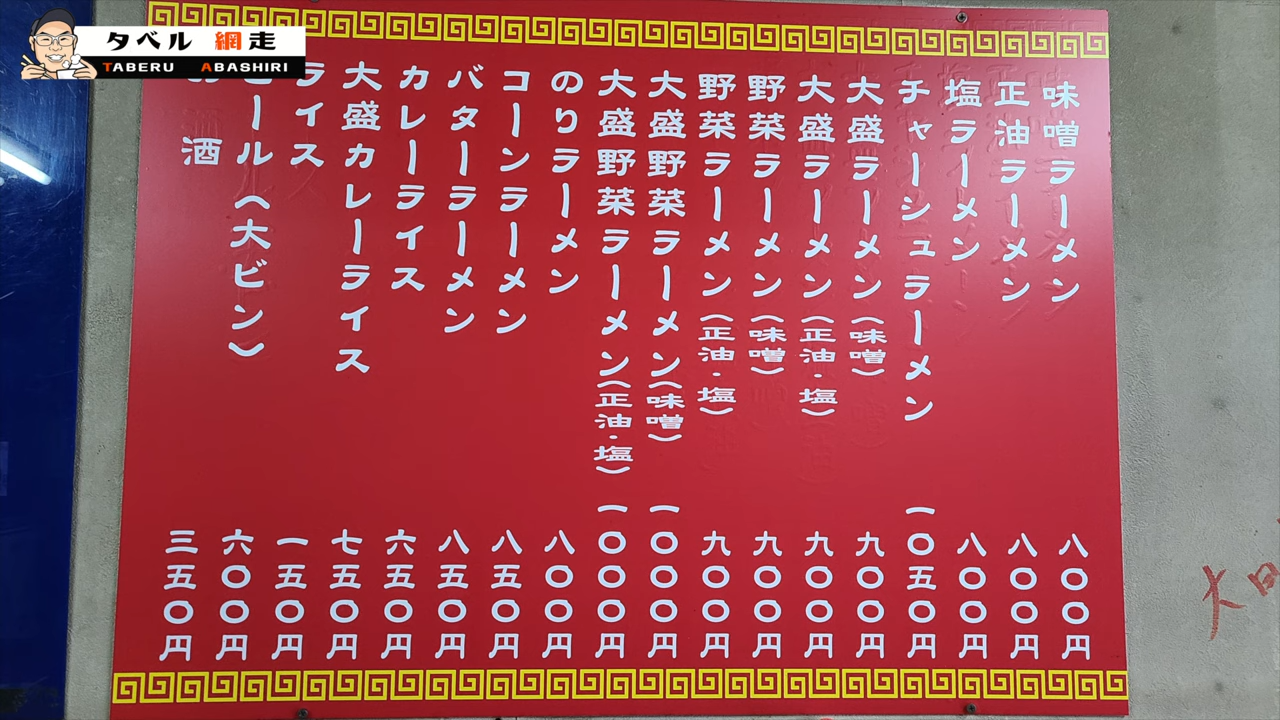 タベル 網走
TABERU ABASHIRI
味噌ラーメン 八〇〇円
正油ラーメン 八〇〇円
塩ラーメン 八〇〇円
チャーシュラーメン 一〇五〇円
大盛ラーメン(味噌) 九〇〇円
大盛ラーメン(正油・塩) 九〇〇円
野菜ラーメン(味噌) 九〇〇円
野菜ラーメン(正油・塩) 九〇〇円
大盛野菜ラーメン(味噌) 一〇〇〇円
大盛野菜ラーメン(正油・塩) 一〇〇〇円
のりラーメン 八〇〇円
コーンラーメン 八五〇円
バターラーメン 八五〇円
カレーライス 六五〇円
大盛カレーライス 七五〇円
ライス 一五〇円
ビール(大ビン) 六〇〇円
お酒 三五〇円